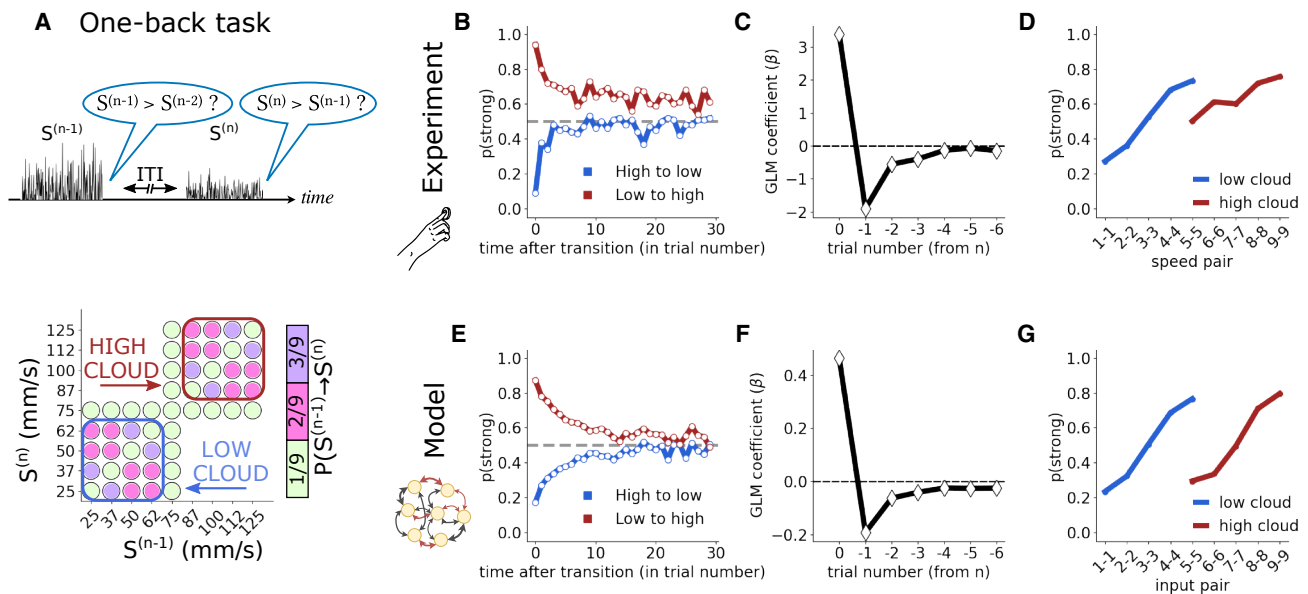 A One-back task
S(n-1) > S(n-2) ?
S(n) > S(n-1) ?
S(n-1)
S(n)
ITI
time
HIGH
CLOUD
LOW
CLOUD
S(n) (mm/s)
125
112
100
87
75
62
50
37
25
25 37 50 62 75 87 100 112 125
S(n-1) (mm/s)
1/9 2/9 3/9
P(S(n-1)→S(n))
Experiment
B
p(strong)
1.0
0.8
0.6
0.4
0.2
0.0
High to low
Low to high
0 10 20 30
time after transition (in trial number)
C
GLM coefficient (β)
3
2
1
0
−1
−2
0 -1 -2 -3 -4 -5 -6
trial number (from n)
D
p(strong)
1.0
0.8
0.6
0.4
0.2
0.0
low cloud
high cloud
1-1 2-2 3-3 4-4 5-5 6-6 7-7 8-8 9-9
speed pair
Model
E
p(strong)
1.0
0.8
0.6
0.4
0.2
0.0
High to low
Low to high
0 10 20 30
time after transition (in trial number)
F
GLM coefficient (β)
0.4
0.2
0.0
−0.2
0 -1 -2 -3 -4 -5 -6
trial number (from n)
G
p(strong)
1.0
0.8
0.6
0.4
0.2
0.0
low cloud
high cloud
1-1 2-2 3-3 4-4 5-5 6-6 7-7 8-8 9-9
input pair